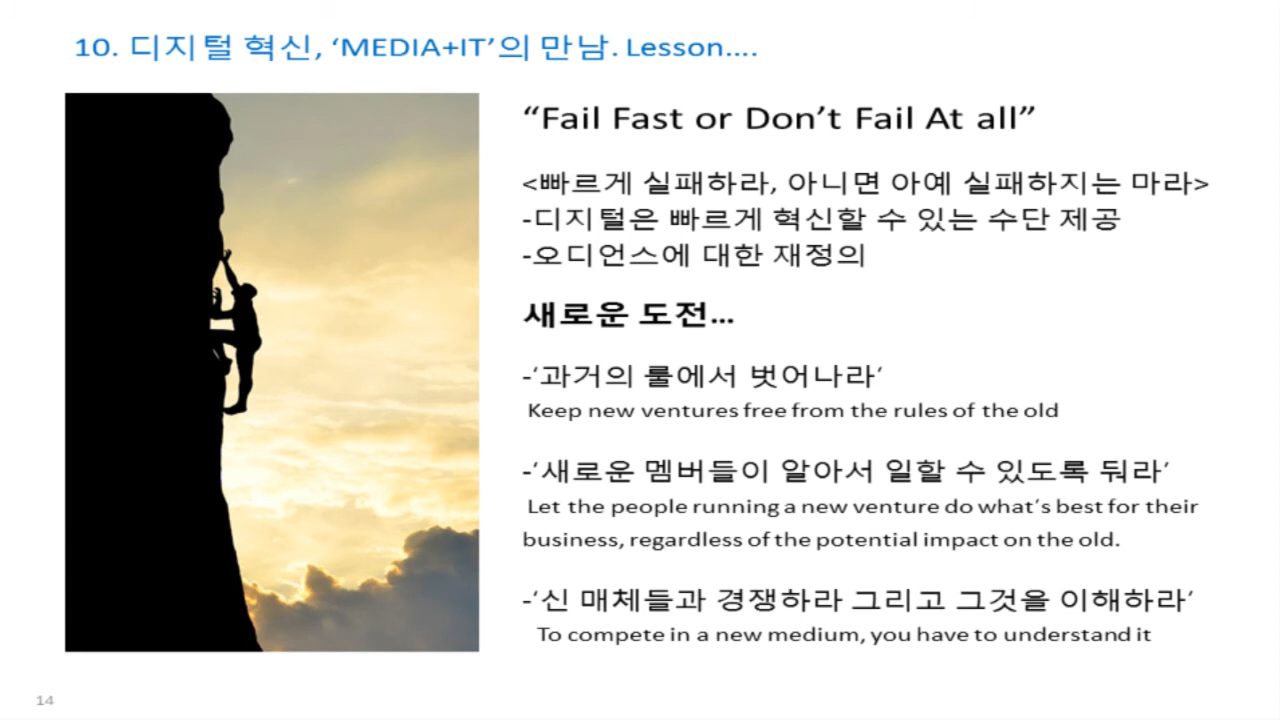 10. 디지털 혁신, ‘MEDIA+IT’의 만남. Lesson....
“Fail Fast or Don’t Fail At all”
<빠르게 실패하라, 아니면 아예 실패하지는 마라>
-디지털은 빠르게 혁신할 수 있는 수단 제공
-오디언스에 대한 재정의
새로운 도전…
-‘과거의 룰에서 벗어나라’
Keep new ventures free from the rules of the old
-‘새로운 멤버들이 알아서 일할 수 있도록 둬라’
Let the people running a new venture do what’s best for their
business, regardless of the potential impact on the old.
-‘신 매체들과 경쟁하라 그리고 그것을 이해하라’
To compete in a new medium, you have to understand it
14